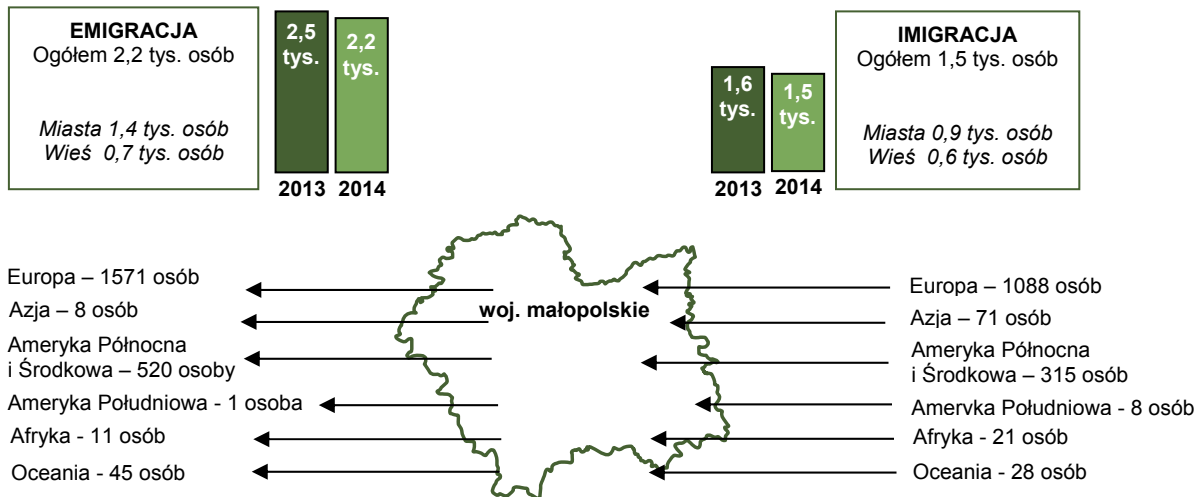 EMIGRACJA
Ogółem 2,2 tys. osób
Miasta 1,4 tys. osób
Wieś 0,7 tys. osób
2,5
tys.
2,2
tys.
2013 2014
1,6
tys.
1,5
tys.
2013 2014
IMIGRACJA
Ogółem 1,5 tys. osób
Miasta 0,9 tys. osób
Wieś 0,6 tys. osób
Europa – 1571 osób
Azja – 8 osób
Ameryka Północna
i Środkowa – 520 osoby
Ameryka Południowa - 1 osoba
Afryka - 11 osób
Oceania - 45 osób
woj. małopolskie
Europa – 1088 osób
Azja – 71 osób
Ameryka Północna
i Środkowa – 315 osób
Ameryka Południowa - 8 osób
Afryka - 21 osób
Oceania - 28 osób